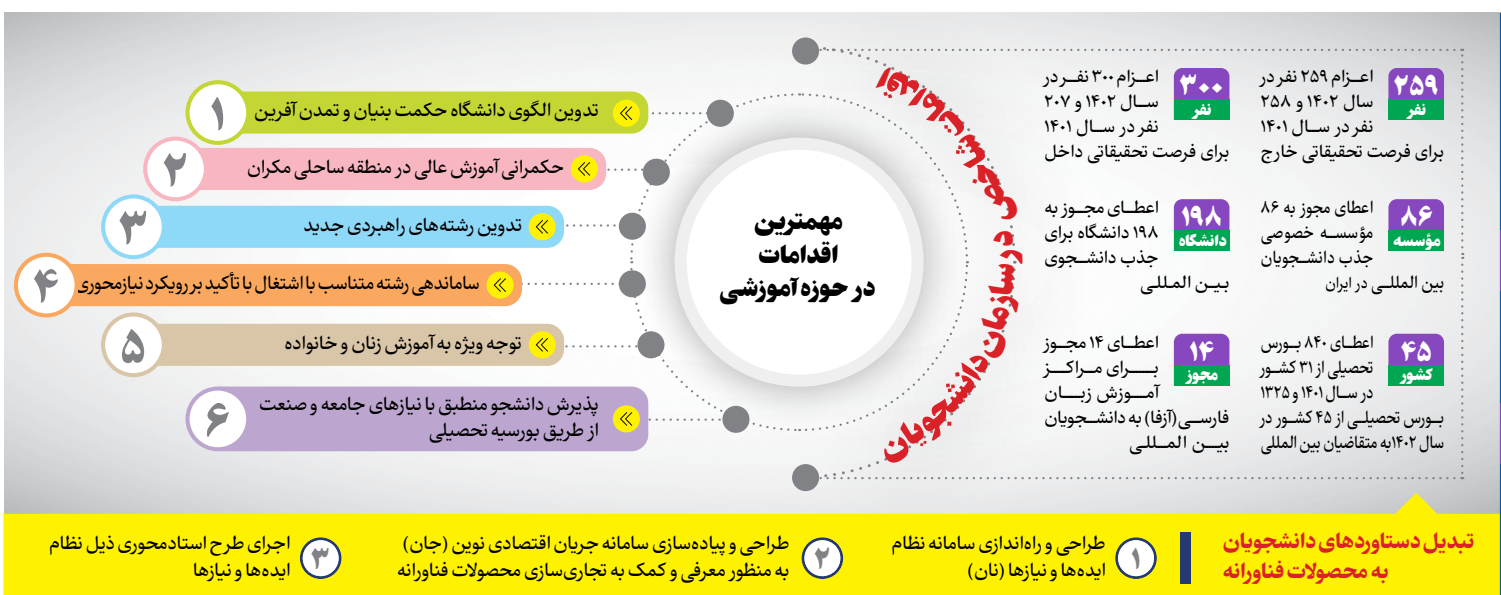 اقدامات شاخص در سازمان دانشجویان
۲۵۹
نفر
اعزام ۲۵۹ نفر در
سال ۱۴۰۲ و ۲۵۸
نفر در سال ۱۴۰۱
برای فرصت تحقیقاتی خارج
۳۰۰
نفر
اعزام ۳۰۰ نفر در
سال ۱۴۰۲ و ۲۰۷
نفر در سال ۱۴۰۱
برای فرصت تحقیقاتی داخل
۸۶
مؤسسه
اعطای مجوز به ۸۶
مؤسسه خصوصی
جذب دانشجویان
بین المللی در ایران
۱۹۸
دانشگاه
اعطای مجوز به
۱۹۸ دانشگاه برای
جذب دانشجوی
بین المللی
۴۵
کشور
اعطای ۸۴۰ بورس
تحصیلی از ۳۱ کشور
در سال ۱۴۰۱ و ۱۳۲۵
بورس تحصیلی از ۴۵ کشور در
سال ۱۴۰۲به متقاضیان بین المللی
۱۴
مجوز
اعطای ۱۴ مجوز
برای مراکز
آموزش زبان
فارسی(آزفا) به دانشجویان
بین المللی
مهمترین
اقدامات
در حوزه آموزشی
تدوین الگوی دانشگاه حکمت بنیان و تمدن آفرین
۱
حکمرانی آموزش عالی در منطقه ساحلی مکران
۲
تدوین رشته‌های راهبردی جدید
۳
ساماندهی رشته متناسب با اشتغال با تأکید بر رویکرد نیازمحوری
۴
توجه ویژه به آموزش زنان و خانواده
۵
پذیرش دانشجو منطبق با نیازهای جامعه و صنعت
از طریق بورسیه تحصیلی
۶
تبدیل دستاوردهای دانشجویان
به محصولات فناورانه
۱
طراحی و راه‌اندازی سامانه نظام
ایده‌ها و نیازها (نان)
۲
طراحی و پیاده‌سازی سامانه جریان اقتصادی نوین (جان)
به منظور معرفی و کمک به تجاری‌سازی محصولات فناورانه
۳
اجرای طرح استادمحوری ذیل نظام
ایده‌ها و نیازها